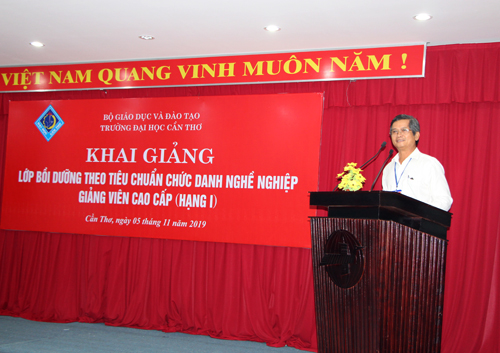 VIỆT NAM QUANG VINH MUÔN NĂM !
BỘ GIÁO DỤC VÀ ĐÀO TẠO
TRƯỜNG ĐẠI HỌC CẦN THƠ
KHAI GIẢNG
LỚP BỒI DƯỠNG THEO TIÊU CHUẨN CHỨC DANH NGHỀ NGHIỆP
GIẢNG VIÊN CAO CẤP (HẠNG I)
Cần Thơ, ngày 05 tháng 11 năm 2019